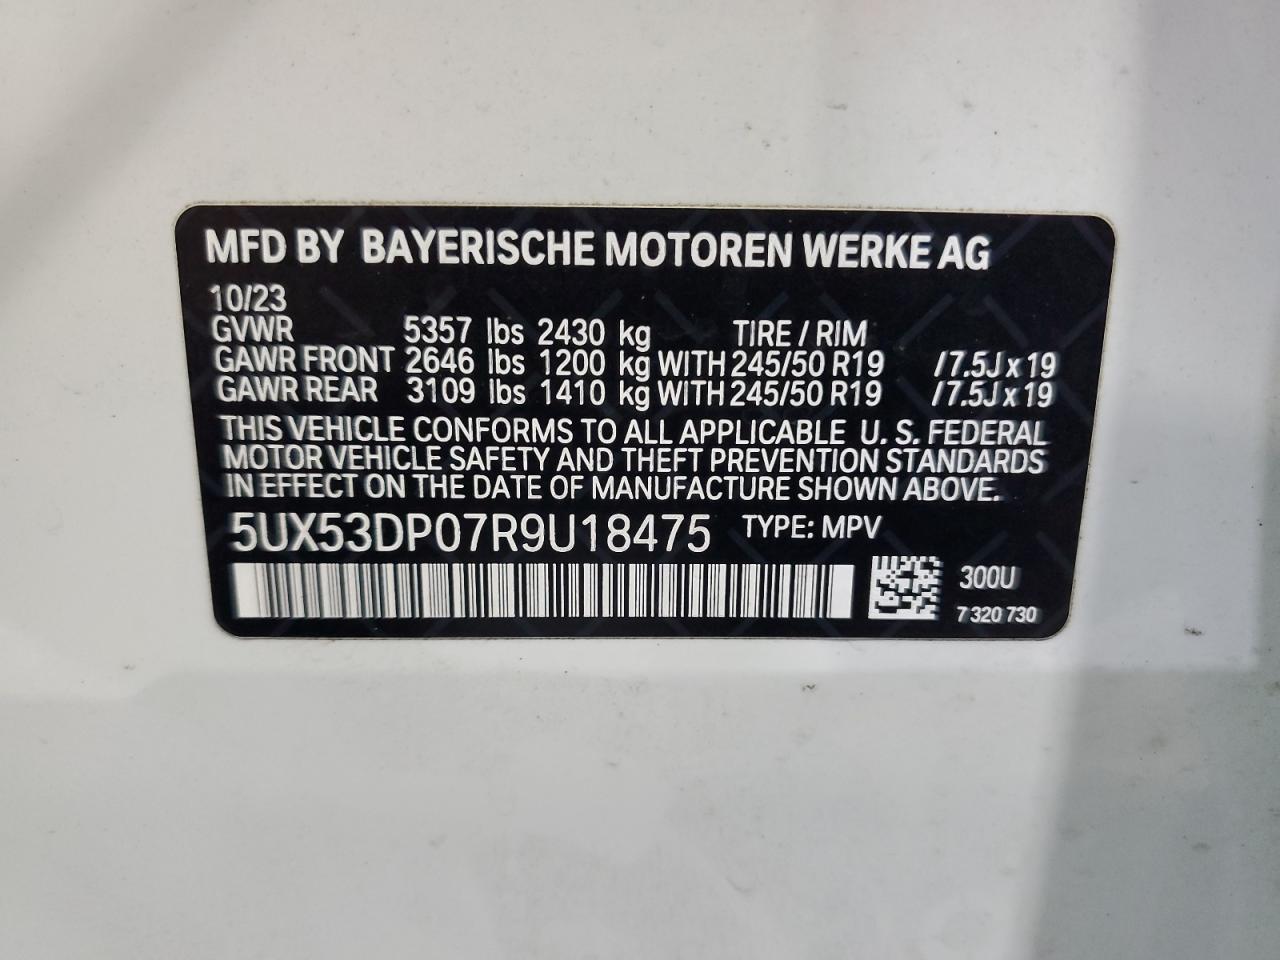 MFD BY BAYERISCHE MOTOREN WERKE AG
10/23
GVWR 5357 lbs 2430 kg TIRE / RIM
GAWR FRONT 2646 lbs 1200 kg WITH 245/50 R19 /7.5J x 19
GAWR REAR 3109 lbs 1410 kg WITH 245/50 R19 /7.5J x 19
THIS VEHICLE CONFORMS TO ALL APPLICABLE U. S. FEDERAL
MOTOR VEHICLE SAFETY AND THEFT PREVENTION STANDARDS
IN EFFECT ON THE DATE OF MANUFACTURE SHOWN ABOVE.
5UX53DP07R9U18475 TYPE: MPV
300U
7 320 730